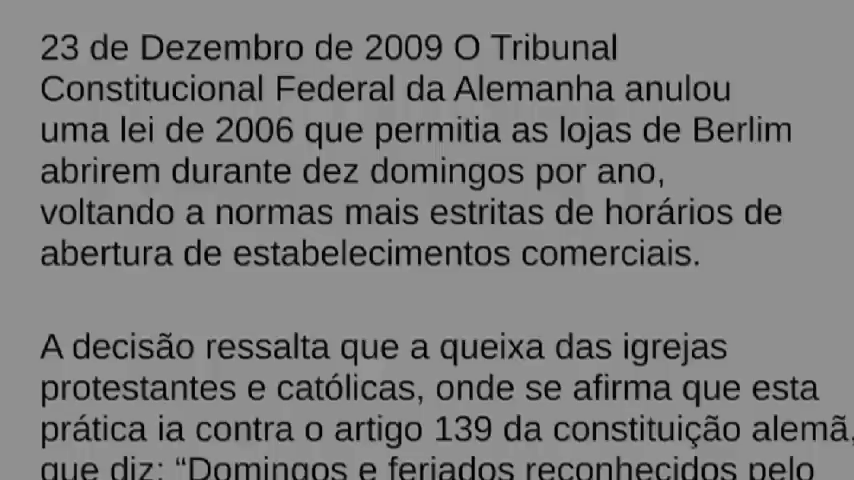 23 de Dezembro de 2009 O Tribunal
Constitucional Federal da Alemanha anulou
uma lei de 2006 que permitia as lojas de Berlim
abrirem durante dez domingos por ano,
voltando a normas mais estritas de horários de
abertura de estabelecimentos comerciais.
A decisão ressalta que a queixa das igrejas
protestantes e católicas, onde se afirma que esta
prática ia contra o artigo 139 da constituição alemã,
que diz: “Domingos e feriados reconhecidos pelo